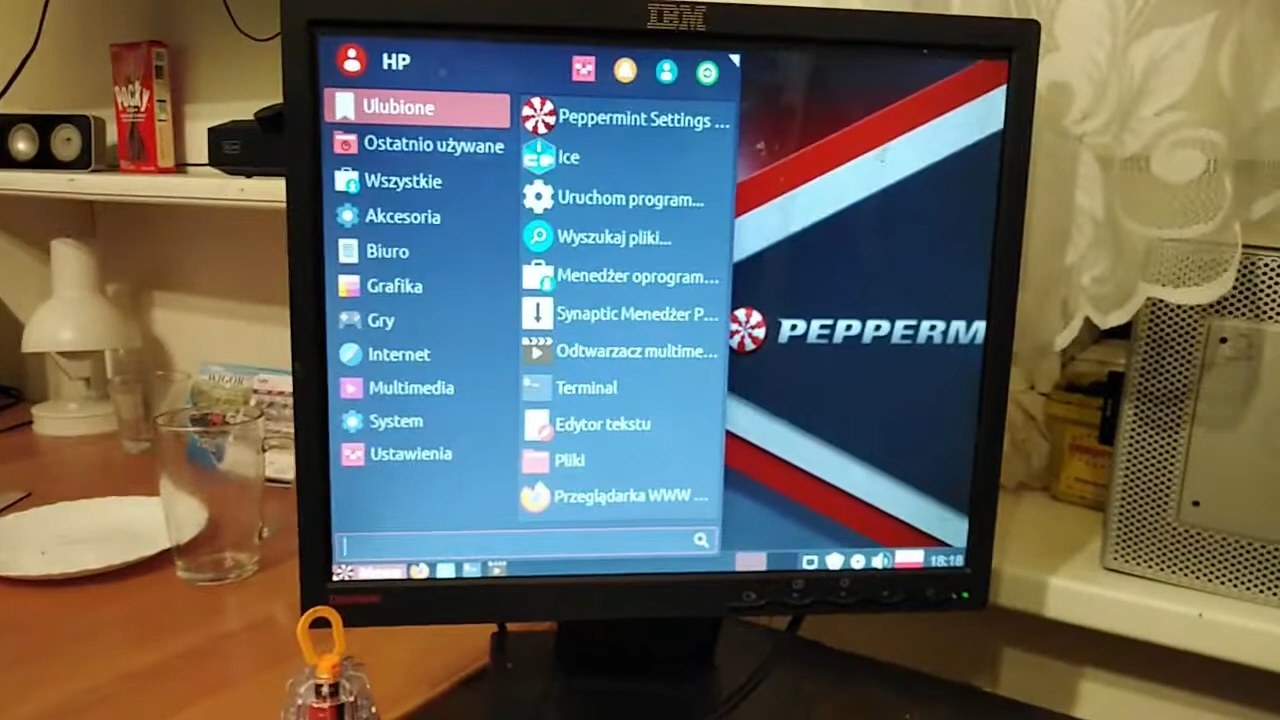 IBM
HP
Ulubione
Ostatnio używane
Wszystkie
Akcesoria
Biuro
Grafika
Gry
Internet
Multimedia
System
Ustawienia
Peppermint Settings ...
Ice
Uruchom program...
Wyszukaj pliki...
Menedżer oprogram...
Synaptic Menedżer P...
Odtwarzacz multime...
Terminal
Edytor tekstu
Pliki
Przeglądarka WWW ...
PEPPERM
18:18
POCKY
WIGOR